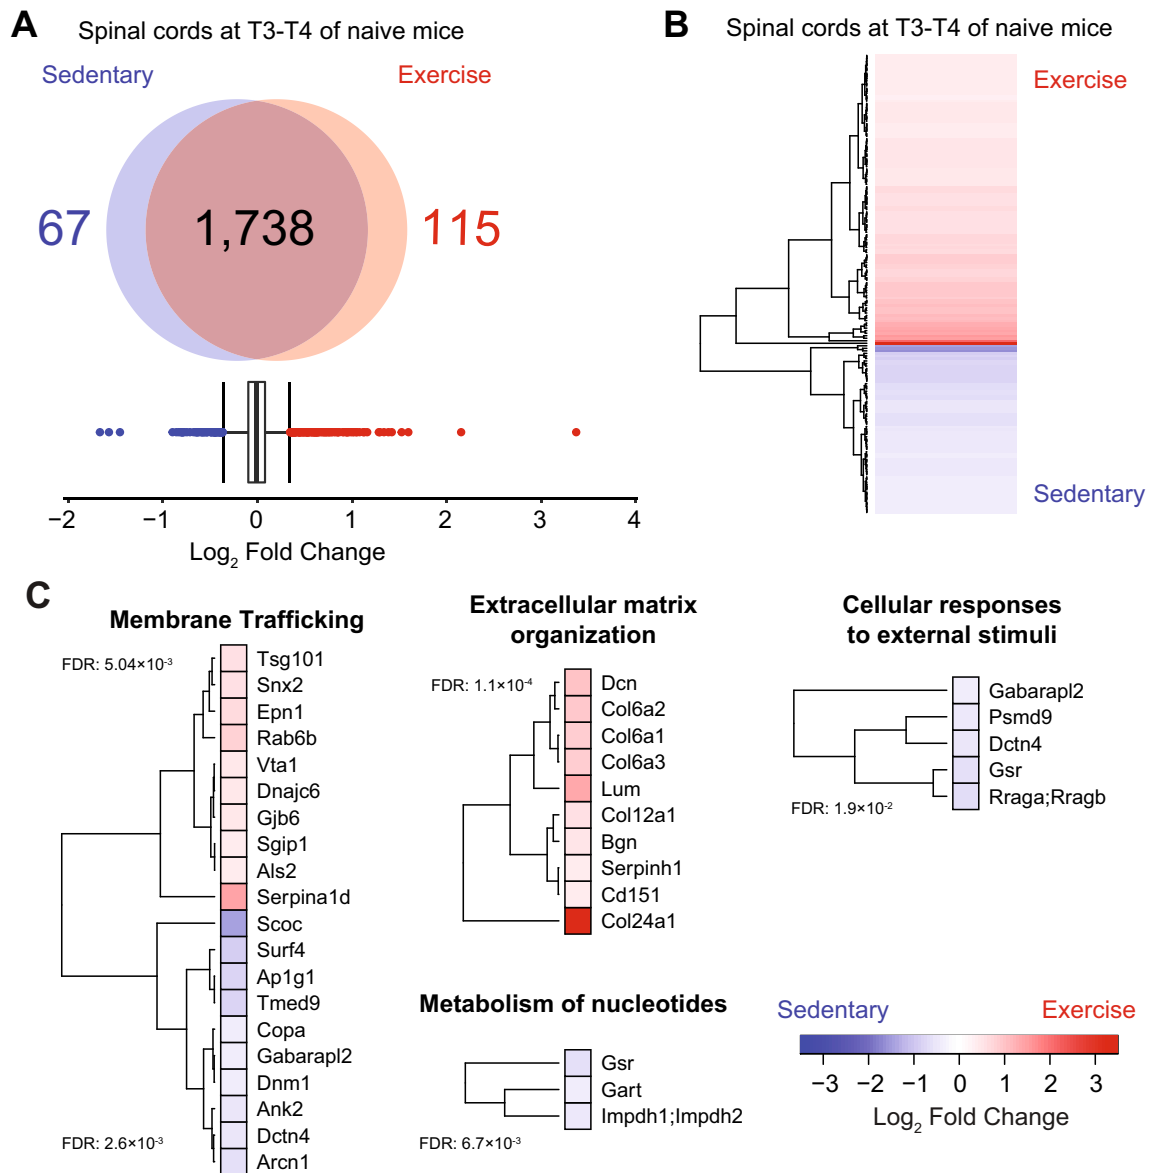 A
Spinal cords at T3-T4 of naive mice
Sedentary
Exercise
67
1,738
115
−2
−1
0
1
2
3
4
Log2 Fold Change
B
Spinal cords at T3-T4 of naive mice
Exercise
Sedentary
C
Membrane Trafficking
FDR: 5.04×10-3
Tsg101
Snx2
Epn1
Rab6b
Vta1
Dnajc6
Gjb6
Sgip1
Als2
Serpina1d
Scoc
Surf4
Ap1g1
Tmed9
Copa
Gabarapl2
Dnm1
Ank2
Dctn4
Arcn1
FDR: 2.6×10-3
Extracellular matrix
organization
FDR: 1.1×10-4
Dcn
Col6a2
Col6a1
Col6a3
Lum
Col12a1
Bgn
Serpinh1
Cd151
Col24a1
Cellular responses
to external stimuli
Gabarapl2
Psmd9
Dctn4
Gsr
Rraga;Rragb
FDR: 1.9×10-2
Metabolism of nucleotides
Gsr
Gart
Impdh1;Impdh2
FDR: 6.7×10-3
Sedentary
Exercise
−3
−2
−1
0
1
2
3
Log2 Fold Change